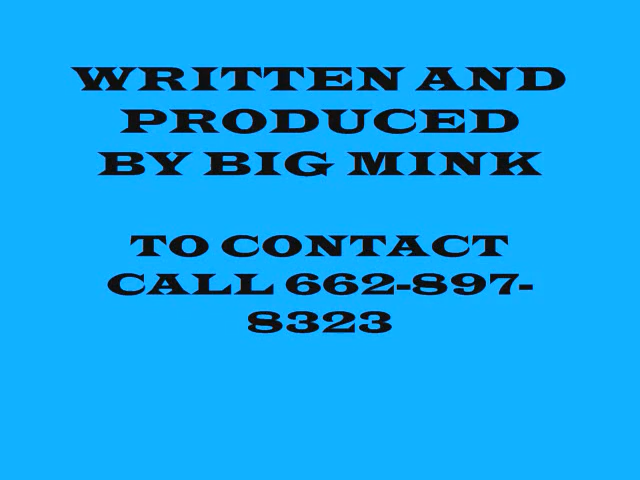 WRITTEN AND
PRODUCED
BY BIG MINK
TO CONTACT
CALL 662-897-
8323